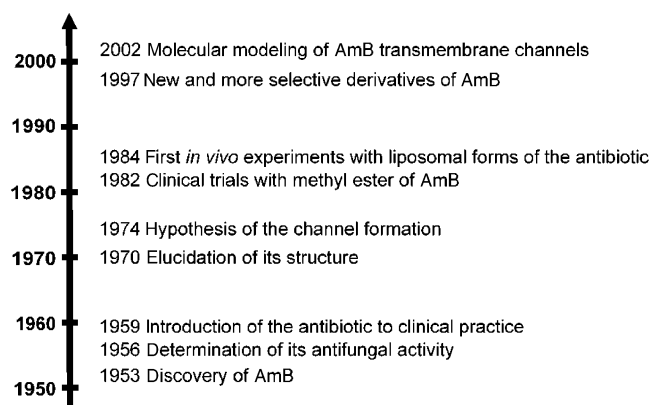 2002 Molecular modeling of AmB transmembrane channels
2000
1997 New and more selective derivatives of AmB
1990
1984 First in vivo experiments with liposomal forms of the antibiotic
1982 Clinical trials with methyl ester of AmB
1980
1974 Hypothesis of the channel formation
1970 1970 Elucidation of its structure
1960
1959 Introduction of the antibiotic to clinical practice
1956 Determination of its antifungal activity
1953 Discovery of AmB
1950